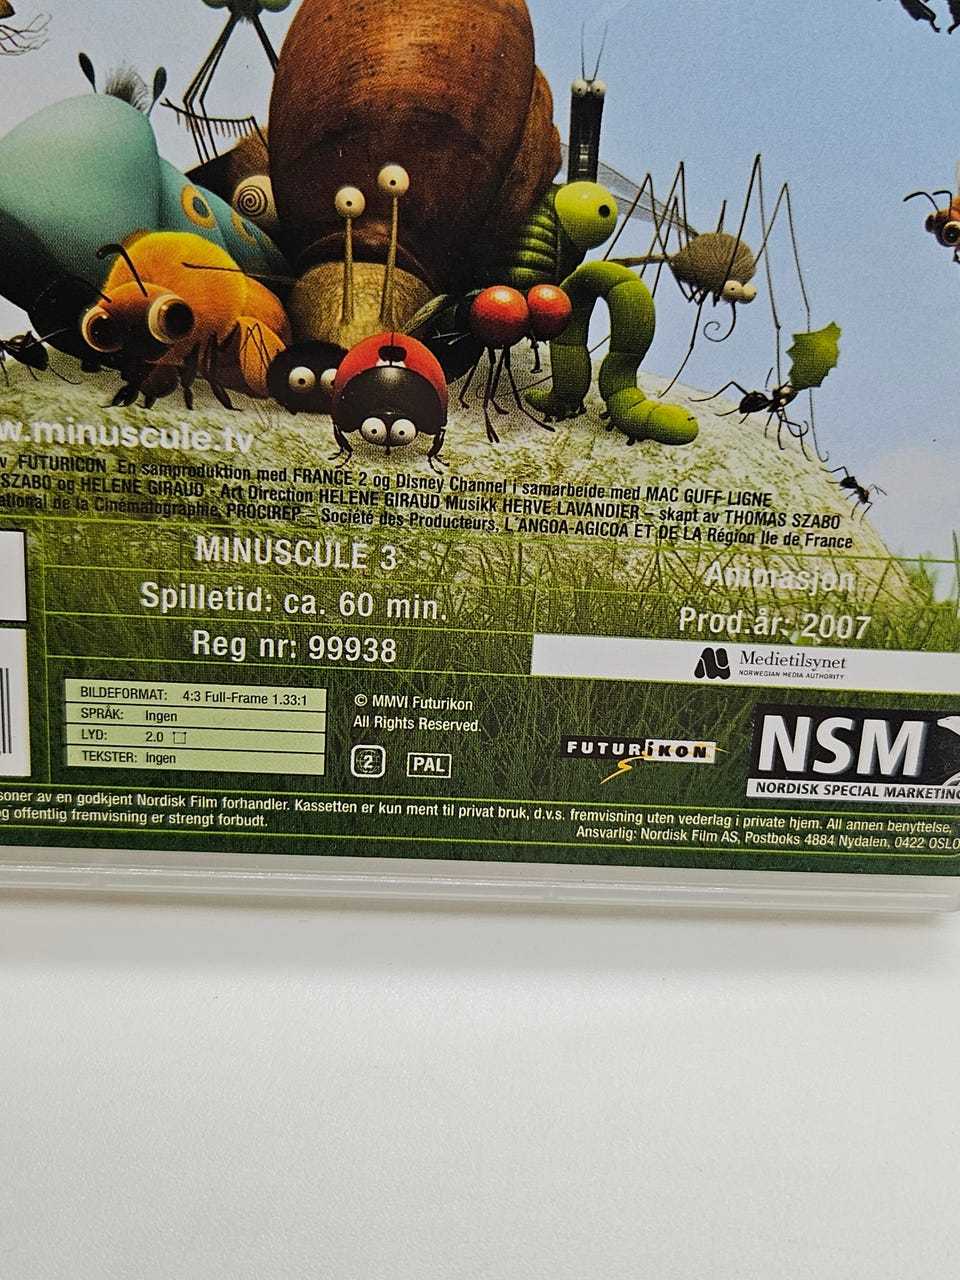 w.minuscule.tv
v FUTURICON En samproduktion med FRANCE 2 og Disney Channel i samarbeide med MAC GUFF LIGNE
SZABO og HELENE GIRAUD - Art Direction HELENE GIRAUD Musikk HERVE LAVANDIER – skapt av THOMAS SZABO
ational de la Cinématographie, PROCIREP – Société des Producteurs, L'ANGOA-AGICOA ET DE LA Région Ile de France
MINUSCULE 3
Animasjon
Spilletid: ca. 60 min.
Prod.år: 2007
Reg nr: 99938
Medietilsynet
NORWEGIAN MEDIA AUTHORITY
BILDEFORMAT: 4:3 Full-Frame 1.33:1
SPRÅK: Ingen
LYD: 2.0
TEKSTER: Ingen
© MMVI Futurikon
All Rights Reserved.
2 PAL
FUTURIKON
NSM
NORDISK SPECIAL MARKETING
soner av en godkjent Nordisk Film forhandler. Kassetten er kun ment til privat bruk, d.v.s. fremvisning uten vederlag i private hjem. All annen benyttelse,
g offentlig fremvisning er strengt forbudt.
Ansvarlig: Nordisk Film AS, Postboks 4884 Nydalen, 0422 OSLO